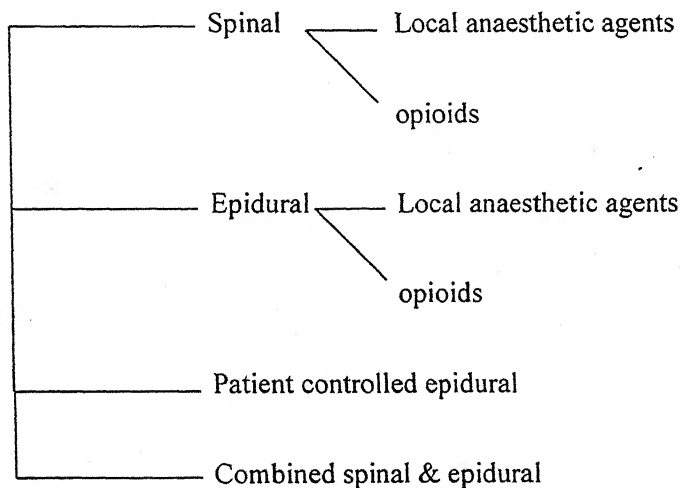 Spinal Local anaesthetic agents
opioids
Epidural Local anaesthetic agents
opioids
Patient controlled epidural
Combined spinal & epidural